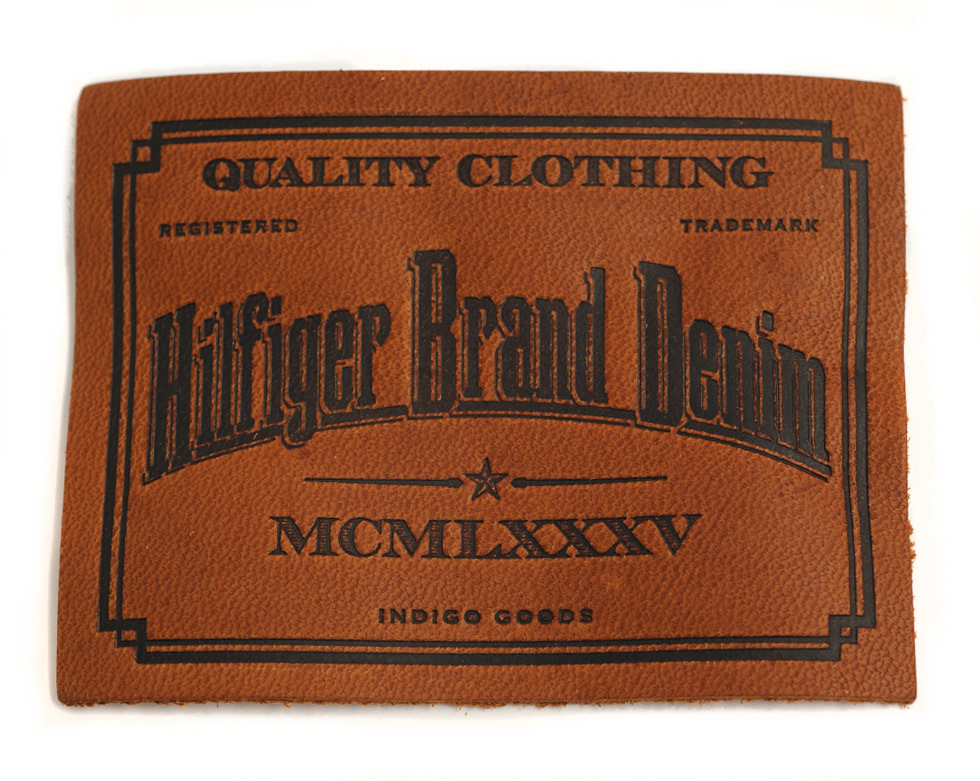 QUALITY CLOTHING
REGISTERED TRADEMARK
Hilfiger Brand Denim
MCMLXXXV
INDIGO GOODS